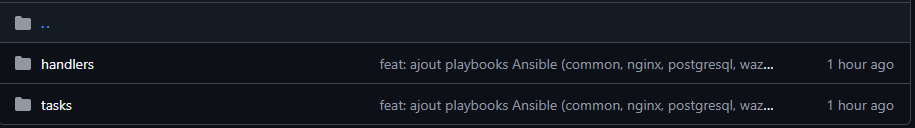 ..
handlers feat: ajout playbooks Ansible (common, nginx, postgresql, waz... 1 hour ago
tasks feat: ajout playbooks Ansible (common, nginx, postgresql, waz... 1 hour ago